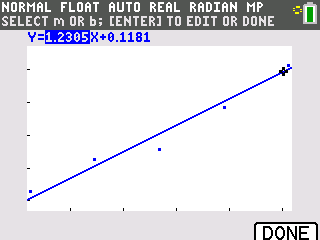 NORMAL FLOAT AUTO REAL RADIAN MP
SELECT m OR b; [ENTER] TO EDIT OR DONE
Y=1.2305X+0.1181
DONE